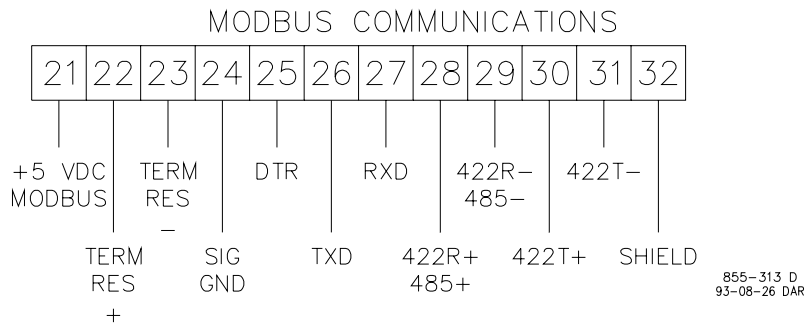 MODBUS COMMUNICATIONS
21 22 23 24 25 26 27 28 29 30 31 32
+5 VDC
MODBUS
TERM
RES
−
DTR
RXD
422R−
485−
422T−
TERM
RES
+
SIG
GND
TXD
422R+
485+
422T+
SHIELD
855−313 D
93−08−26 DAR